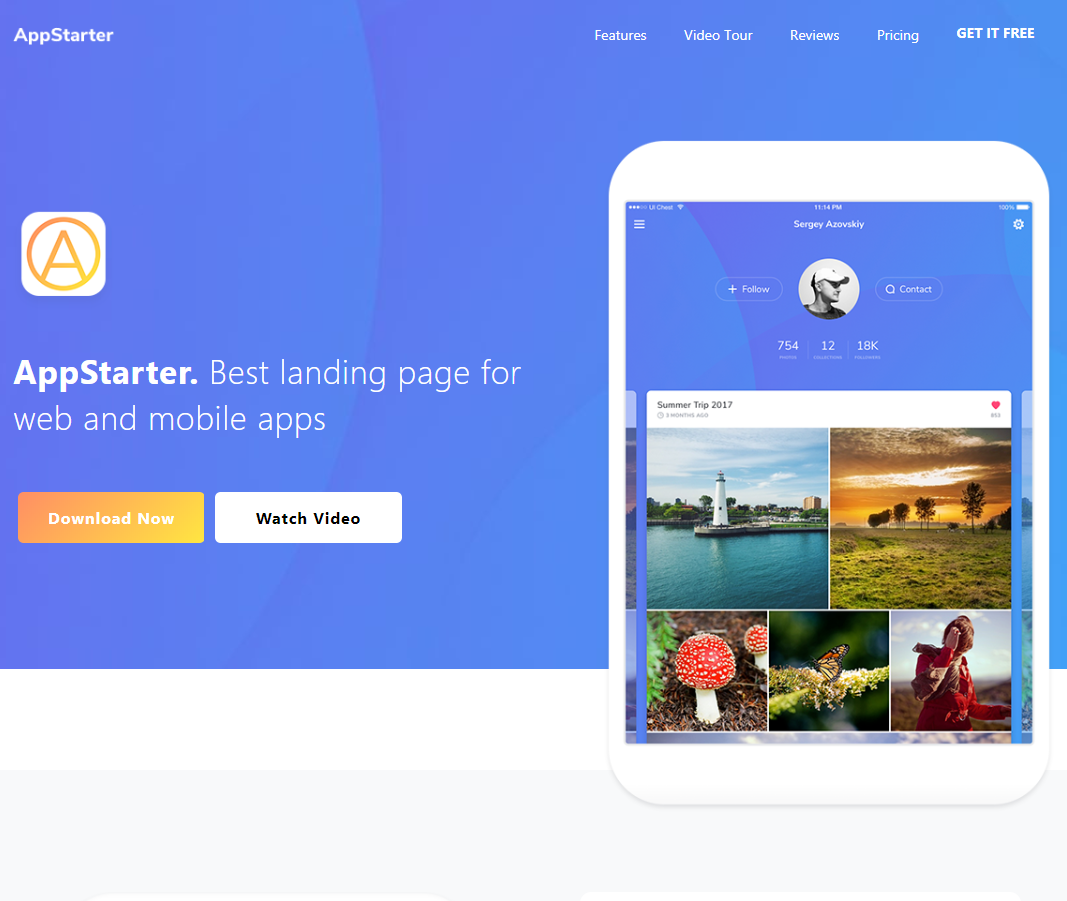 AppStarter
Features Video Tour Reviews Pricing GET IT FREE
UI Chest 11:14 PM 100%
Sergey Azovskiy
Follow Contact
754 12 18K
PHOTOS COLLECTIONS FOLLOWERS
AppStarter. Best landing page for
web and mobile apps
Summer Trip 2017
3 MONTHS AGO 853
Download Now Watch Video